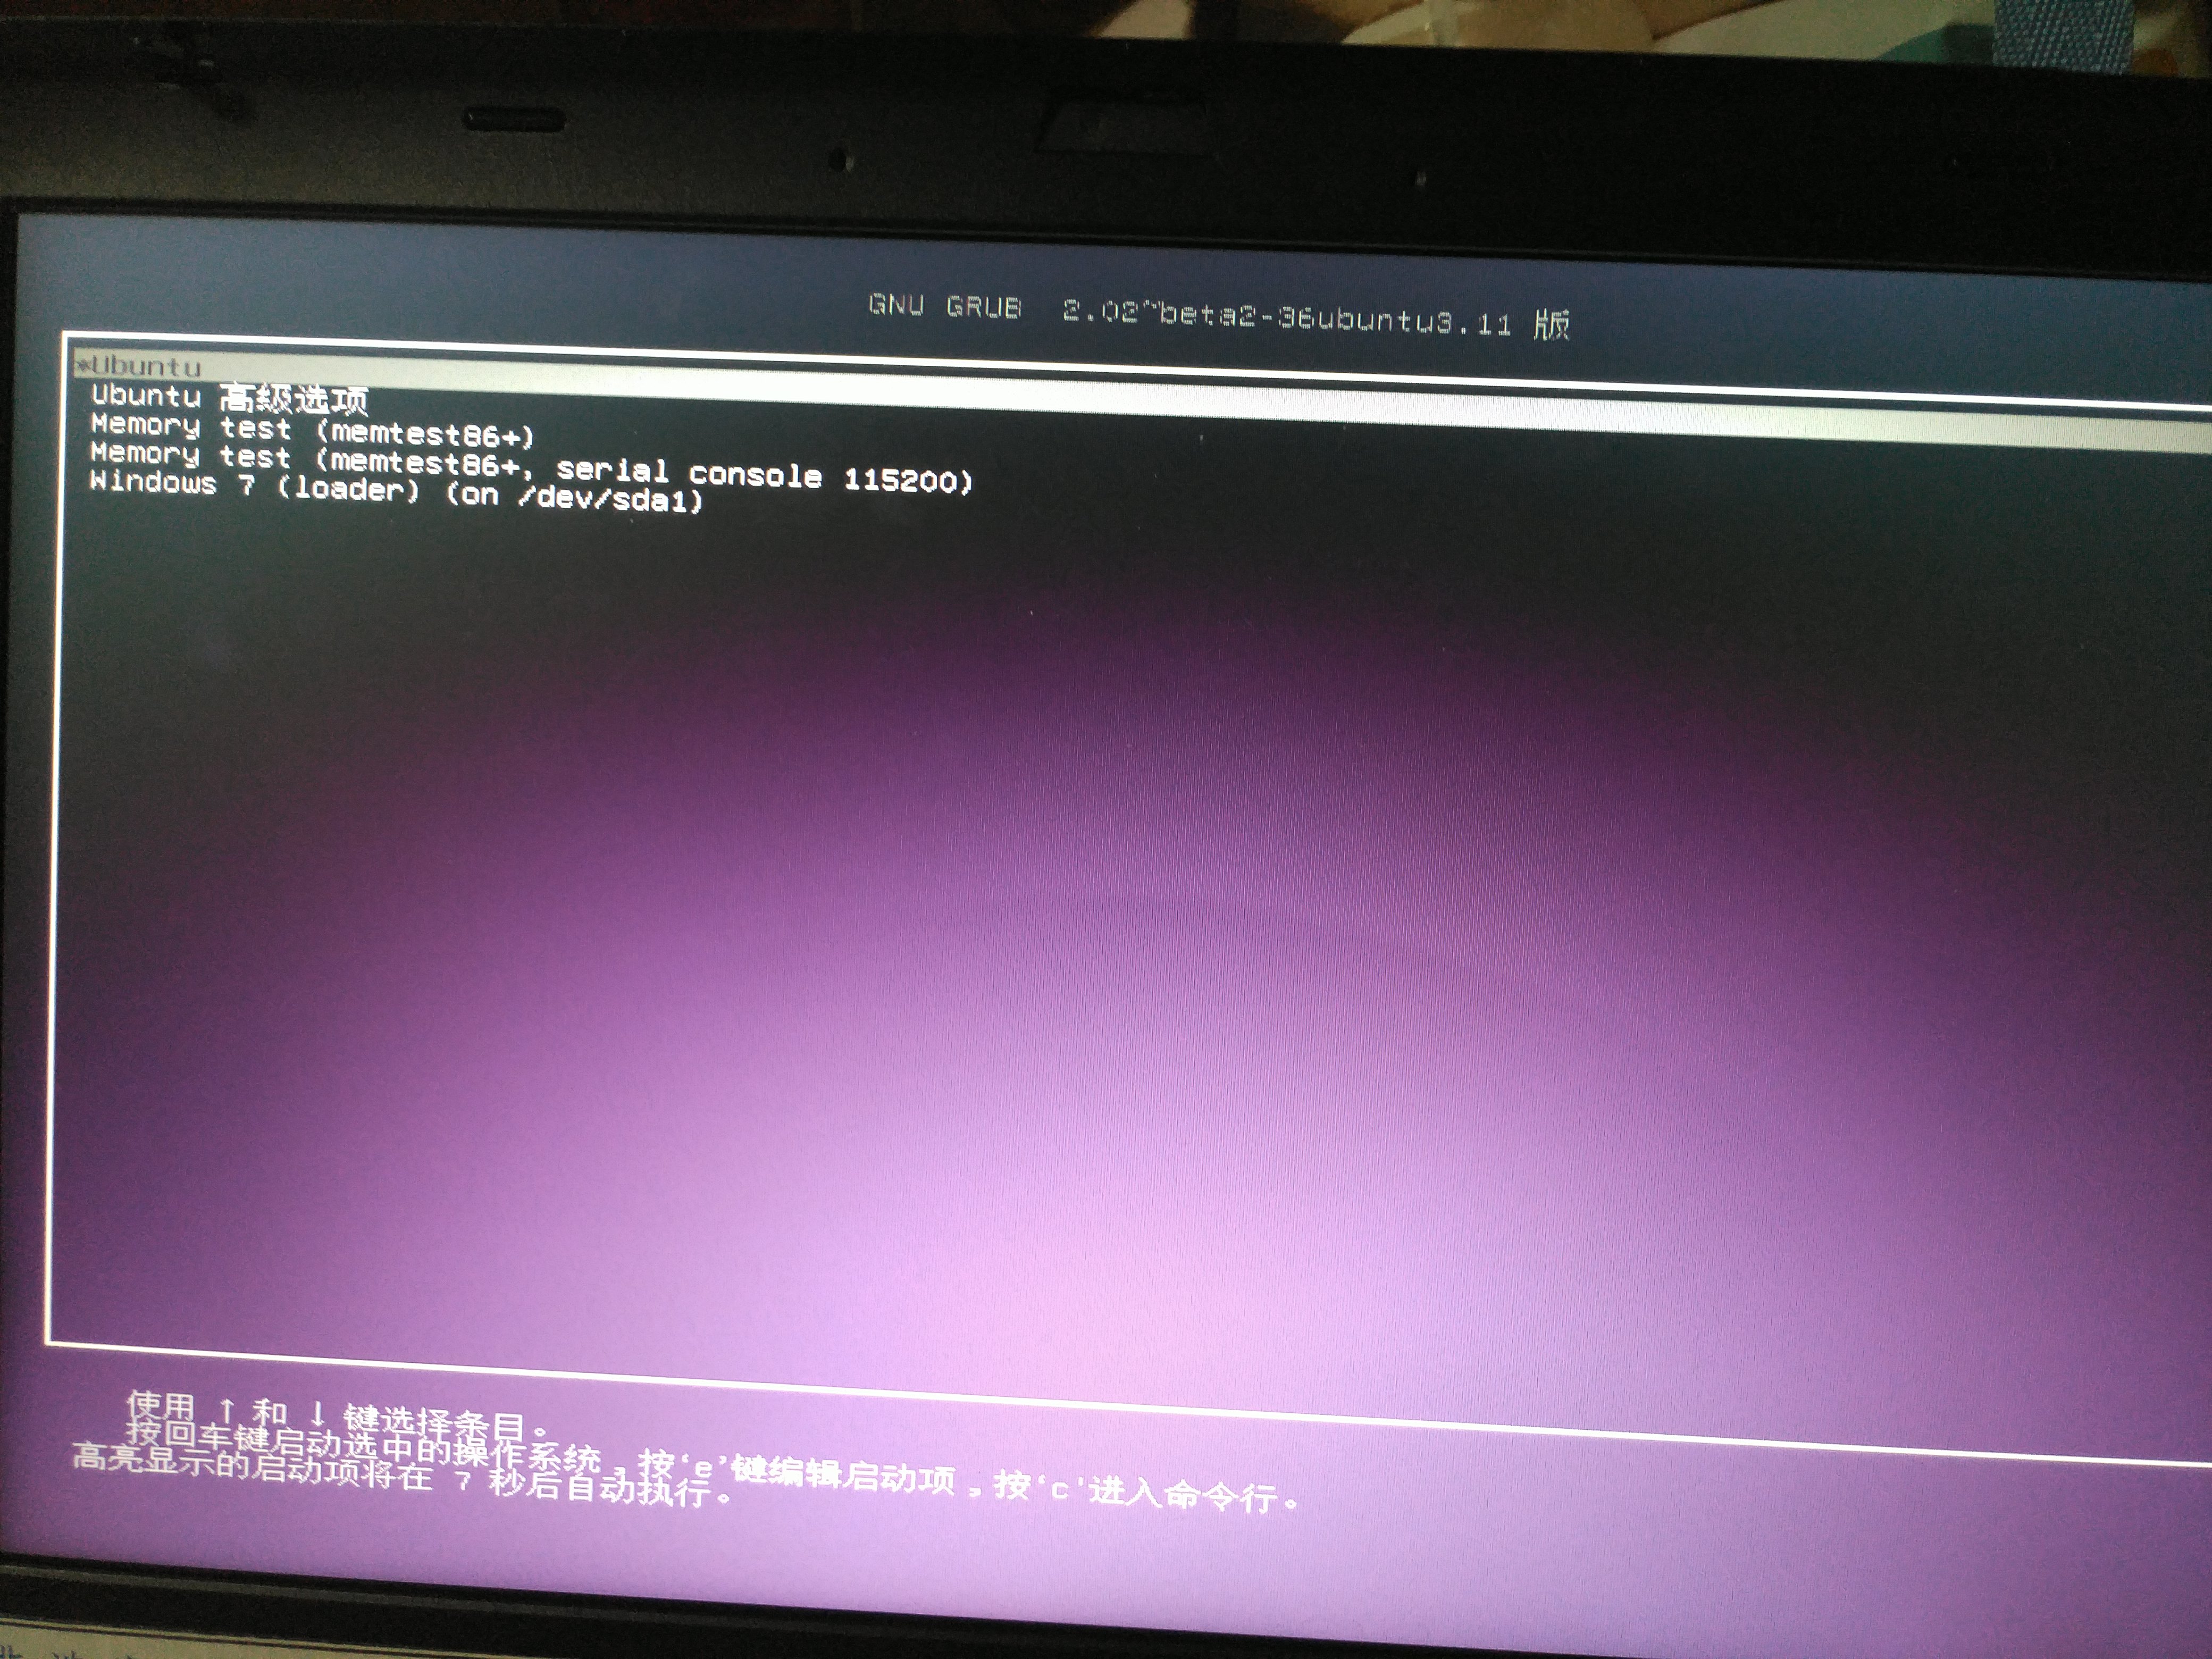 GNU GRUB  2.02~beta2-36ubuntu3.11 版
*Ubuntu
Ubuntu 高级选项
Memory test (memtest86+)
Memory test (memtest86+, serial console 115200)
Windows 7 (loader) (on /dev/sda1)
使用 ↑ 和 ↓ 键选择条目。
按回车键启动选中的操作系统，按‘e’键编辑启动项，按‘c’进入命令行。
高亮显示的启动项将在 7 秒后自动执行。